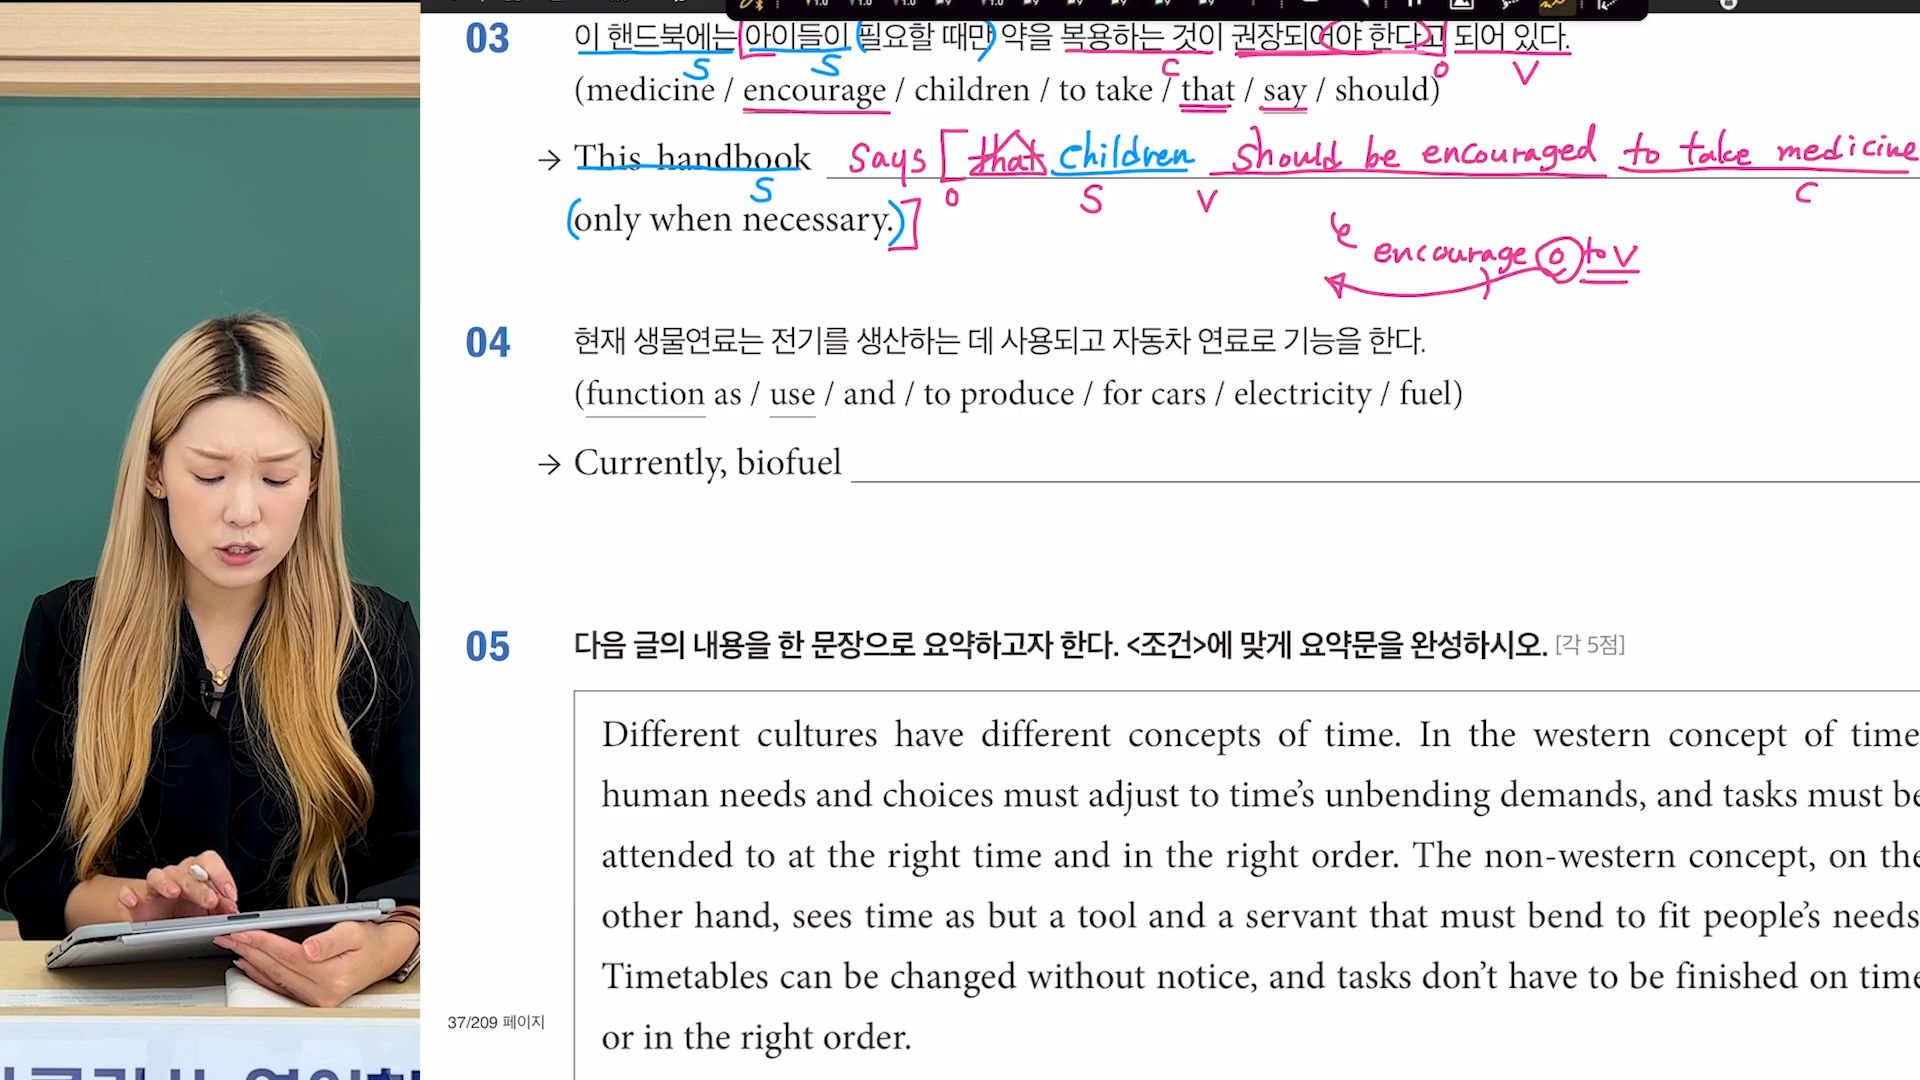 03 이 핸드북에는 아이들이 필요할 때만 약을 복용하는 것이 권장되어야 한다고 되어 있다.
S S C O V
(medicine / encourage / children / to take / that / say / should)
→ This handbook says [that children should be encouraged to take medicine
S O S V C
(only when necessary.)]
encourage O to V
04 현재 생물연료는 전기를 생산하는 데 사용되고 자동차 연료로 기능을 한다.
(function as / use / and / to produce / for cars / electricity / fuel)
→ Currently, biofuel
05 다음 글의 내용을 한 문장으로 요약하고자 한다. <조건>에 맞게 요약문을 완성하시오. [각 5점]
Different cultures have different concepts of time. In the western concept of time
human needs and choices must adjust to time’s unbending demands, and tasks must be
attended to at the right time and in the right order. The non-western concept, on the
other hand, sees time as but a tool and a servant that must bend to fit people’s needs
Timetables can be changed without notice, and tasks don’t have to be finished on time
or in the right order.
37/209 페이지